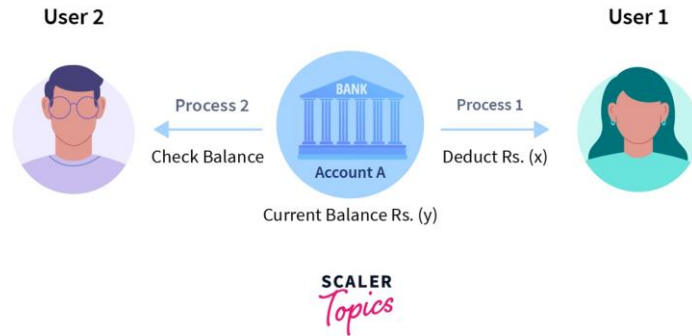 User 2
User 1
BANK
Process 2
Process 1
Check Balance
Account A
Deduct Rs. (x)
Current Balance Rs. (y)
SCALER
Topics